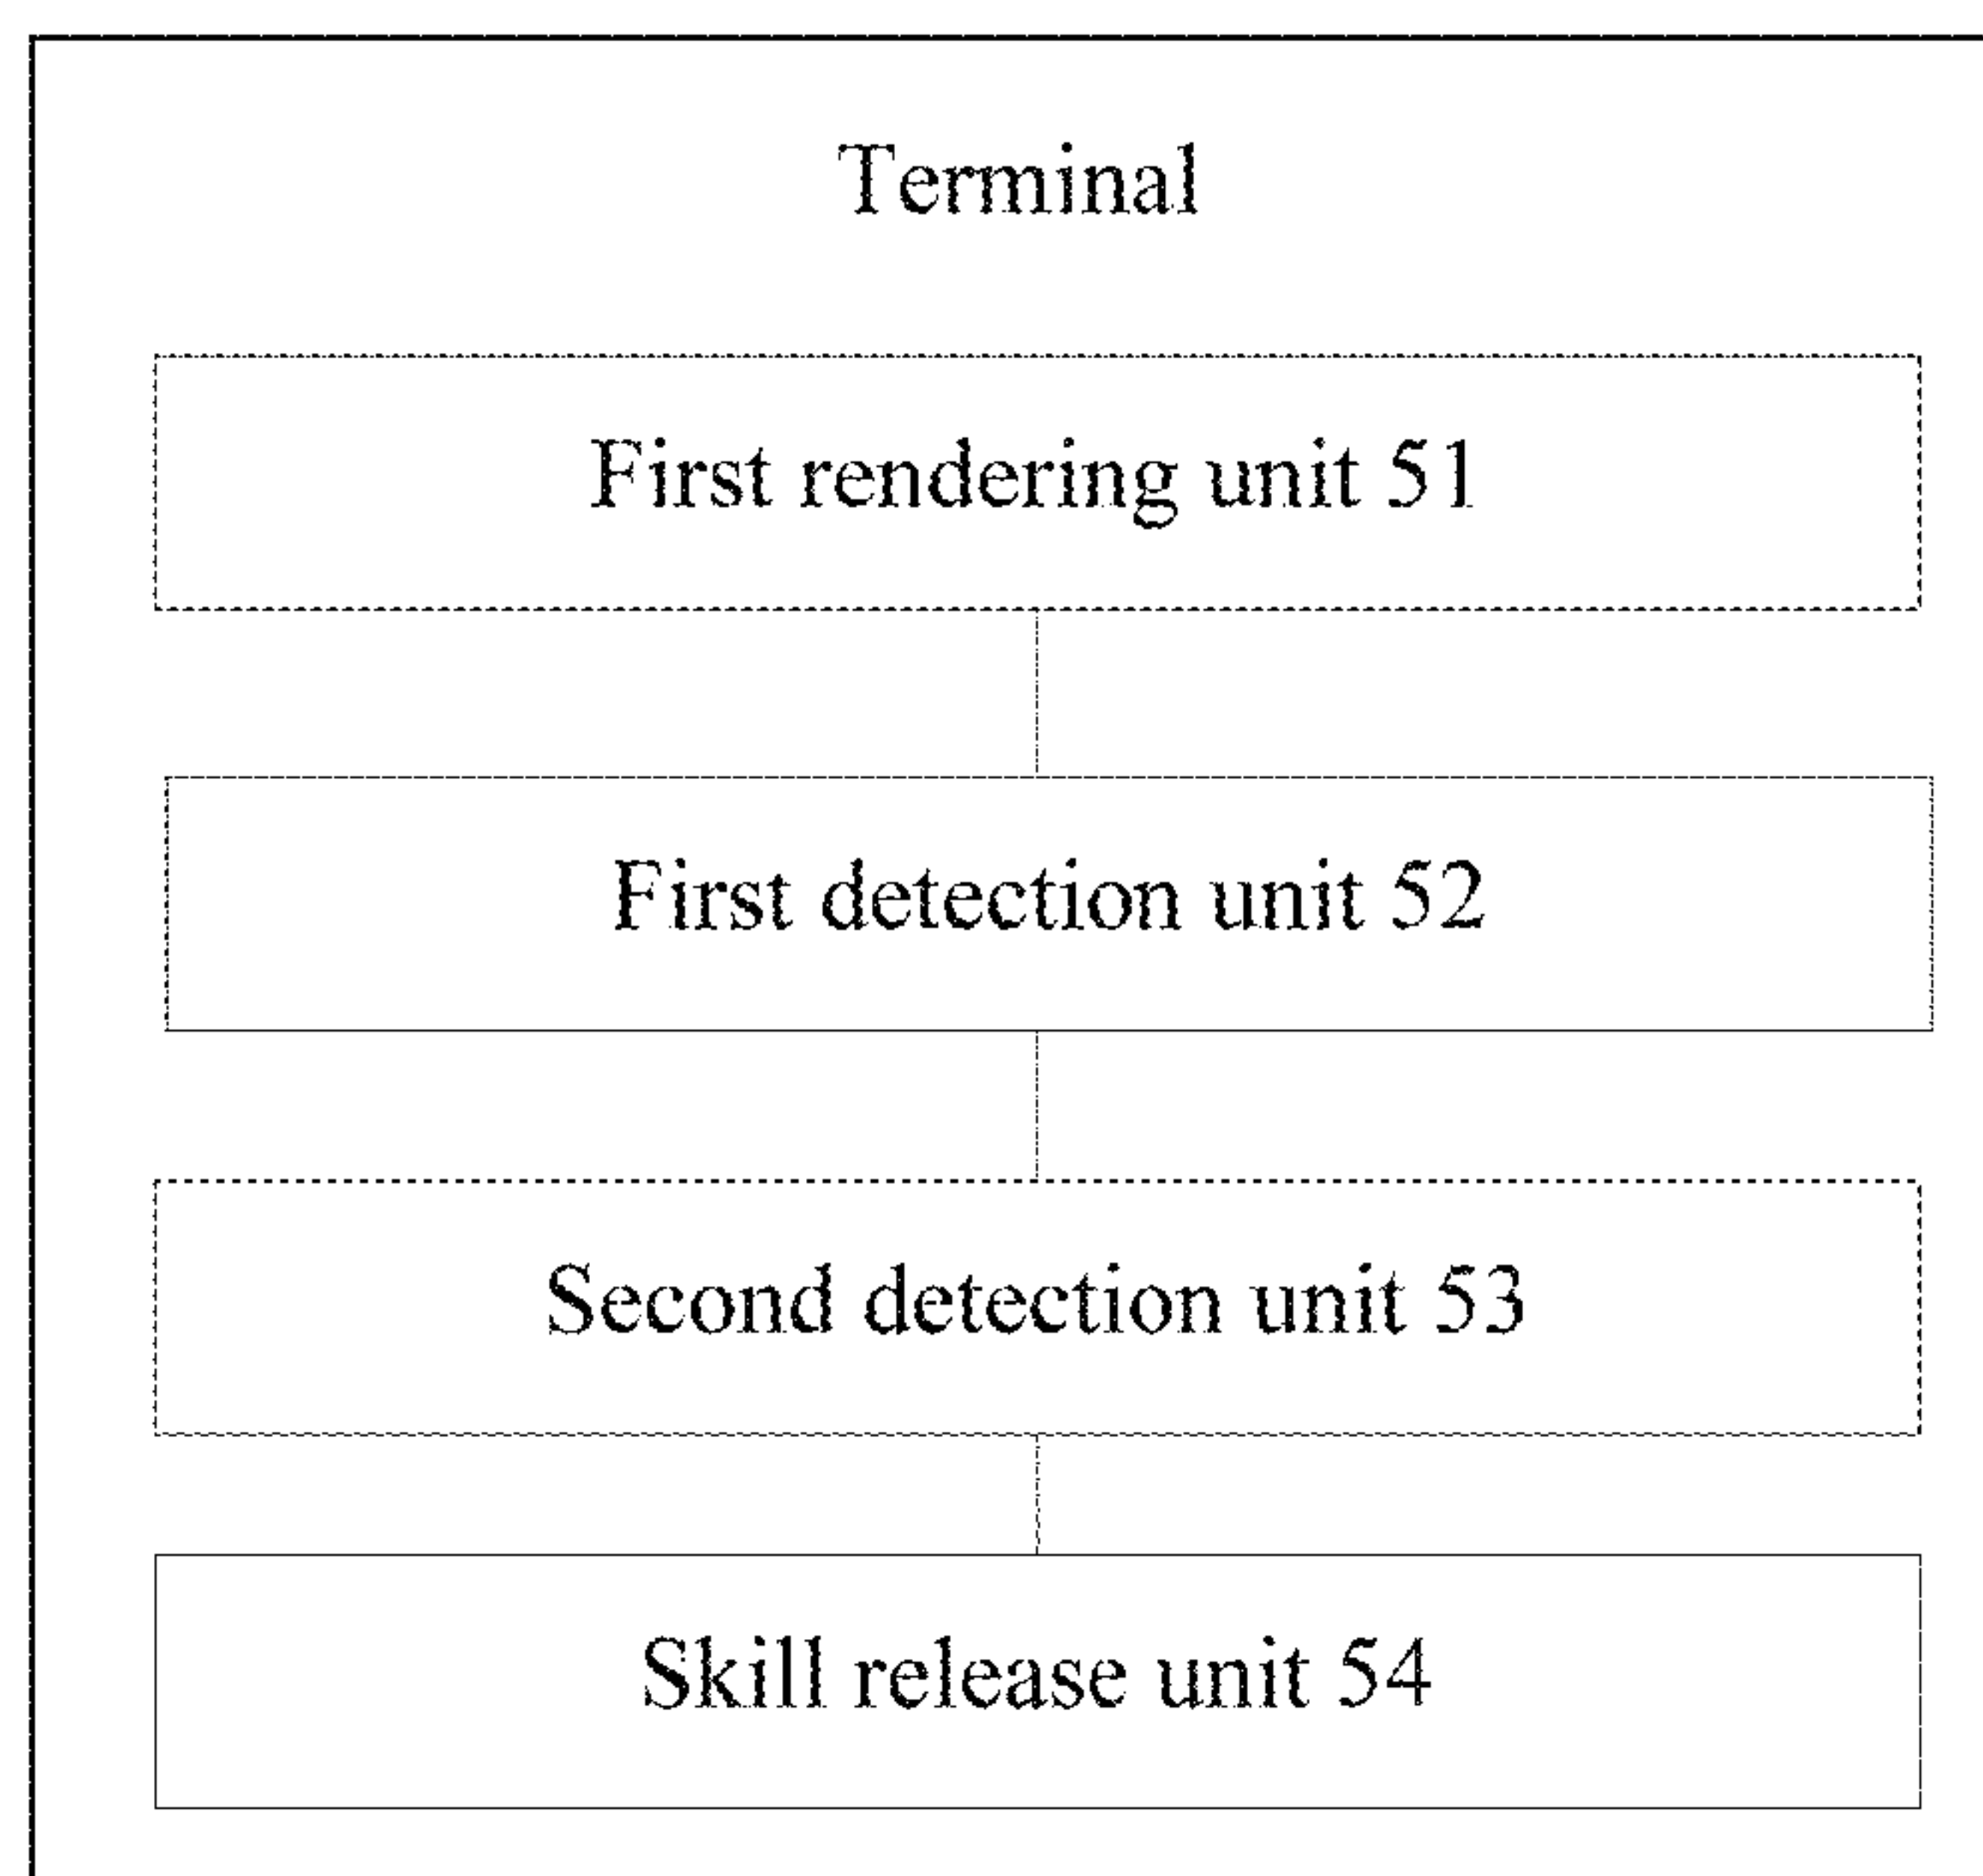 Terminal
First rendering unit 51
First detection unit 52
Second detection unit 53
Skill release unit 54